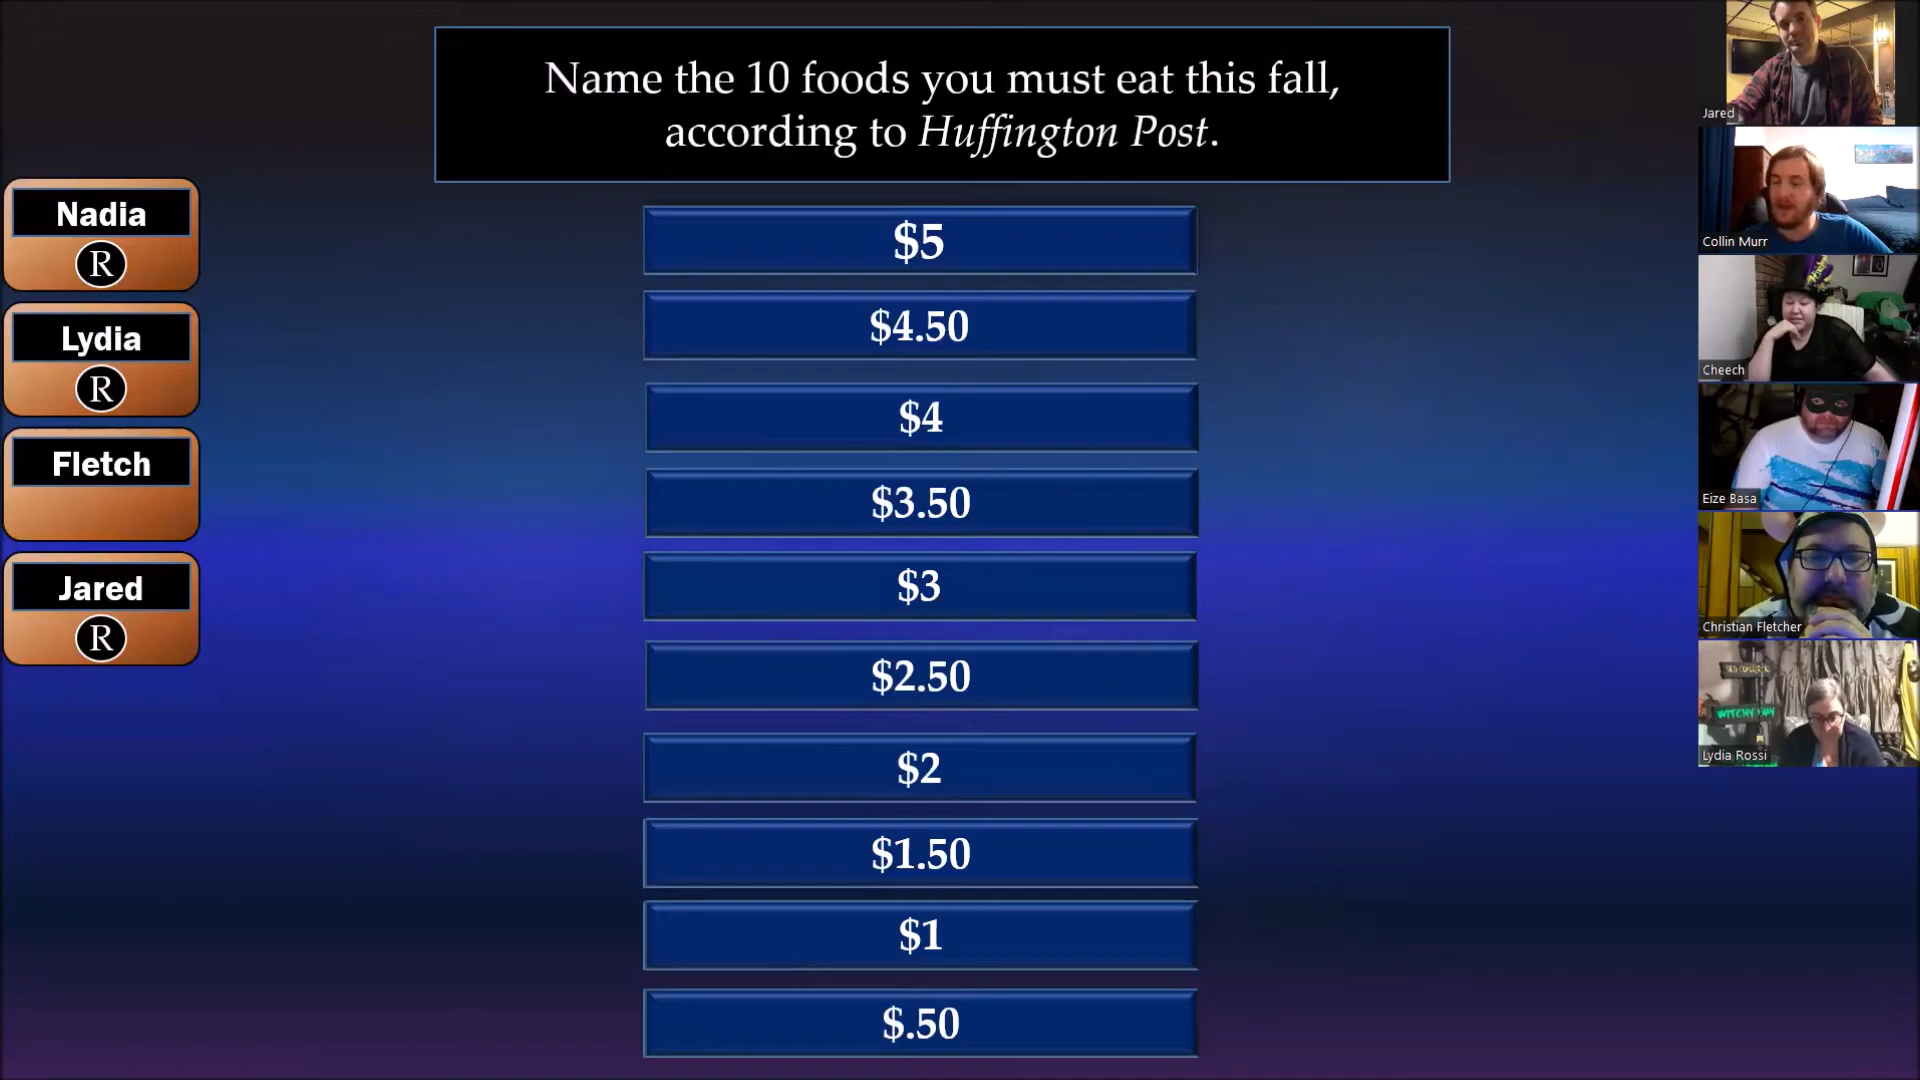 Name the 10 foods you must eat this fall,
according to Huffington Post.
Nadia
R
Lydia
R
Fletch
Jared
R
$5
$4.50
$4
$3.50
$3
$2.50
$2
$1.50
$1
$.50
Jared
Collin Murr
Cheech
Eize Basa
Christian Fletcher
WITCHY WAY
Lydia Rossi